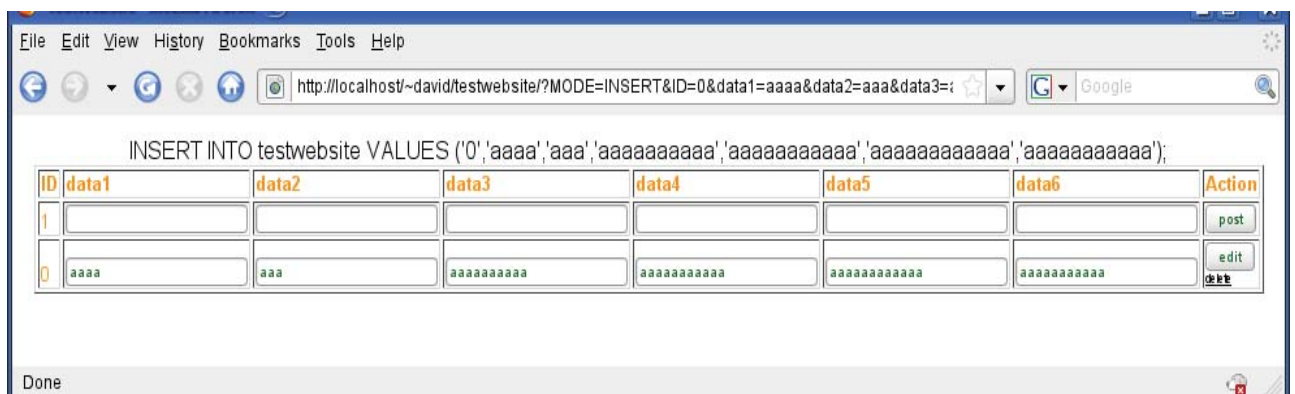 File Edit View History Bookmarks Tools Help
http://localhost/~david/testwebsite/?MODE=INSERT&ID=0&data1=aaaa&data2=aaa&data3=a
G Google
INSERT INTO testwebsite VALUES ('0','aaaa','aaa','aaaaaaaaaa','aaaaaaaaaaa','aaaaaaaaaaaa','aaaaaaaaaaa');
ID data1 data2 data3 data4 data5 data6 Action
1 post
0 aaaa aaa aaaaaaaaaa aaaaaaaaaaa aaaaaaaaaaaa aaaaaaaaaaa edit
delete
Done